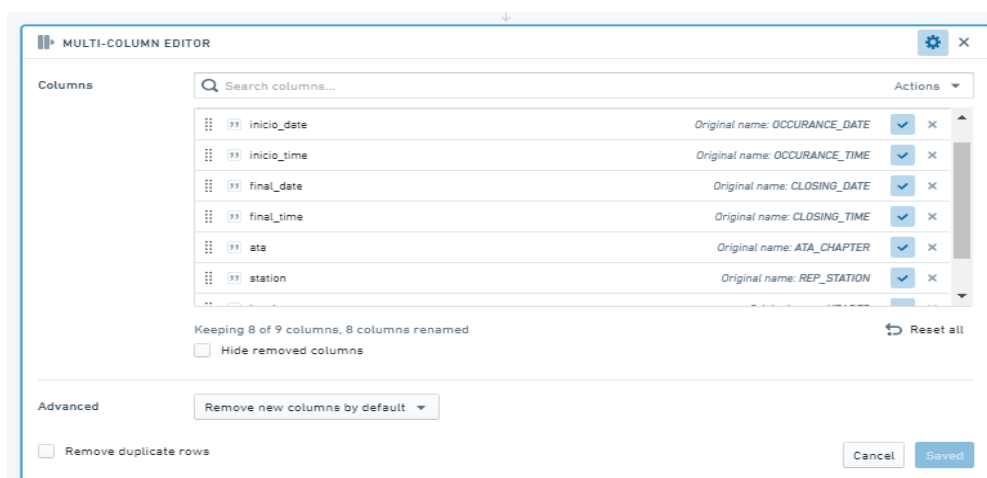 MULTI-COLUMN EDITOR
Columns
Search columns...
Actions
inicio_date Original name: OCCURANCE_DATE
inicio_time Original name: OCCURANCE_TIME
final_date Original name: CLOSING_DATE
final_time Original name: CLOSING_TIME
ata Original name: ATA_CHAPTER
station Original name: REP_STATION
Keeping 8 of 9 columns, 8 columns renamed
Reset all
Hide removed columns
Advanced
Remove new columns by default
Remove duplicate rows
Cancel
Saved